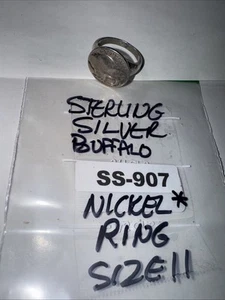 STERLING
SILVER
BUFFALO
SS-907
NICKEL*
RING
SIZE 11